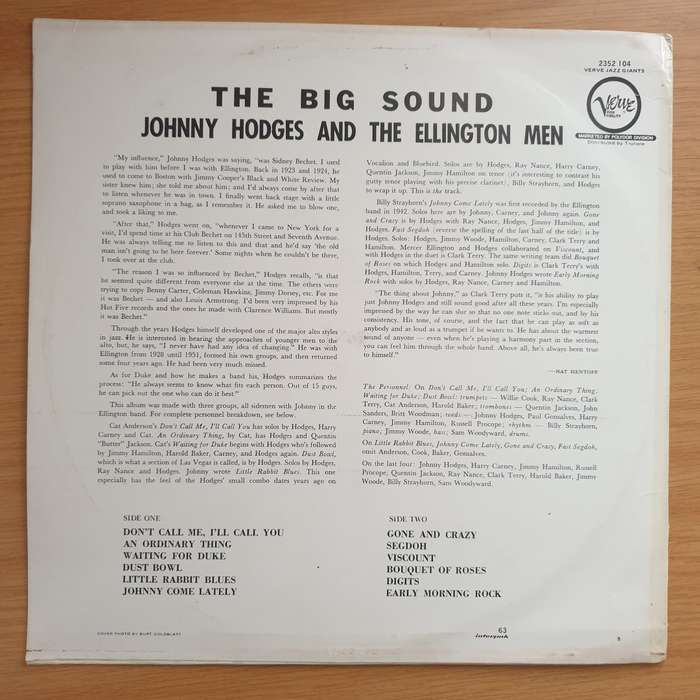 2352 104
VERVE JAZZ GIANTS
Verve
HIGH FIDELITY
MARKETED BY POLYDOR DIVISION
Distributed by Trutone
THE BIG SOUND
JOHNNY HODGES AND THE ELLINGTON MEN
"My influence," Johnny Hodges was saying, "was Sidney Bechet. I used
to play with him before I was with Ellington. Back in 1923 and 1924, he
used to come to Boston with Jimmy Cooper's Black and White Review. My
sister knew him; she told me about him; and I'd always come by after that
to listen whenever he was in town. I finally went back stage with a little
soprano saxophone in a bag, as I remember it. He asked me to blow one,
and took a liking to me.
"After that," Hodges went on, "whenever I came to New York for a
visit, I'd spend time at his Club Bechet on 145th Street and Seventh Avenue.
He was always telling me to listen to this and that and he'd say 'the old
man isn't going to be here forever.' Some nights when he couldn't be there,
I took over at the club.
"The reason I was so influenced by Bechet," Hodges recalls, "is that
he seemed quite different from everyone else at the time. The others were
trying to copy Benny Carter, Coleman Hawkins, Jimmy Dorsey, etc. For me
it was Bechet — and also Louis Armstrong. I'd been very impressed by his
Hot Five records and the ones he made with Clarence Williams. But mostly
it was Bechet."
Through the years Hodges himself developed one of the major alto styles
in jazz. He is interested in hearing the approaches of younger men to the
alto, but, he says, "I never have had any idea of changing." He was with
Ellington from 1928 until 1951, formed his own groups, and then returned
some four years ago. He had been very much missed.
As for Duke and how he makes a band his, Hodges summarizes the
process: "He always seems to know what fits each person. Out of 15 guys,
he can pick out the one who can do it best."
This album was made with three groups, all sidemen with Johnny in the
Ellington band. For complete personnel breakdown, see below.
Cat Anderson's Don't Call Me, I'll Call You has solos by Hodges, Harry
Carney and Cat. An Ordinary Thing, by Cat, has Hodges and Quentin
"Butter" Jackson. Cat's Waiting for Duke begins with Hodges who's followed
by Jimmy Hamilton, Harold Baker, Carney, and Hodges again. Dust Bowl,
which is what a section of Las Vegas is called, is by Hodges. Solos by Hodges,
Ray Nance and Hodges. Johnny wrote Little Rabbit Blues. This one
especially has the feel of the Hodges' small combo dates years ago on
Vocalion and Bluebird. Solos are by Hodges, Ray Nance, Harry Carney,
Quentin Jackson, Jimmy Hamilton on tenor (it's interesting to contrast his
gutty tenor playing with his precise clarinet), Billy Strayhorn, and Hodges
to wrap it up. This is the track.
Billy Strayhorn's Johnny Come Lately was first recorded by the Ellington
band in 1942. Solos here are by Johnny, Carney, and Johnny again. Gone
and Crazy is by Hodges with Ray Nance, Hodges, Jimmy Hamilton, and
Hodges. Fast Segdoh (reverse the spelling of the last half of the title) is by
Hodges. Solos: Hodges, Jimmy Woode, Hamilton, Carney, Clark Terry and
Hamilton. Mercer Ellington and Hodges collaborated on Viscount, and
with Hodges in the duet is Clark Terry. The same writing team did Bouquet
of Roses on which Hodges and Hamilton solo. Digits is Clark Terry's with
Hodges, Hamilton, Terry, and Carney. Johnny Hodges wrote Early Morning
Rock with solos by Hodges, Ray Nance, Carney and Hamilton.
"The thing about Johnny," as Clark Terry puts it, "is his ability to play
just Johnny Hodges and still sound good after all these years. I'm especially
impressed by the way he can slur so that no one note sticks out, and by his
consistency. His tone, of course, and the fact that he can play as soft as
anybody and as loud as a trumpet if he wants to. He has about the warmest
sound of anyone — even when he's playing a harmony part in the section,
you can feel him through the whole band. Above all, he's always been true
to himself."
—NAT HENTOFF
The Personnel: On Don't Call Me, I'll Call You; An Ordinary Thing;
Waiting for Duke; Dust Bowl: trumpets — Willie Cook, Ray Nance, Clark
Terry, Cat Anderson, Harold Baker; trombones — Quentin Jackson, John
Sanders, Britt Woodman; reeds — Johnny Hodges, Paul Gonsalves, Harry
Carney, Jimmy Hamilton, Russell Procope; rhythm — Billy Strayhorn,
piano; Jimmy Woode, bass; Sam Woodyard, drums.
On Little Rabbit Blues, Johnny Come Lately, Gone and Crazy, Fast Segdoh,
omit Anderson, Cook, Baker, Gonsalves.
On the last four: Johnny Hodges, Harry Carney, Jimmy Hamilton, Russell
Procope, Quentin Jackson, Ray Nance, Clark Terry, Harold Baker, Jimmy
Woode, Billy Strayhorn, Sam Woodyard.
SIDE ONE
DON'T CALL ME, I'LL CALL YOU
AN ORDINARY THING
WAITING FOR DUKE
DUST BOWL
LITTLE RABBIT BLUES
JOHNNY COME LATELY
SIDE TWO
GONE AND CRAZY
SEGDOH
VISCOUNT
BOUQUET OF ROSES
DIGITS
EARLY MORNING ROCK
COVER PHOTO BY BURT GOLDBLATT
63
interpak